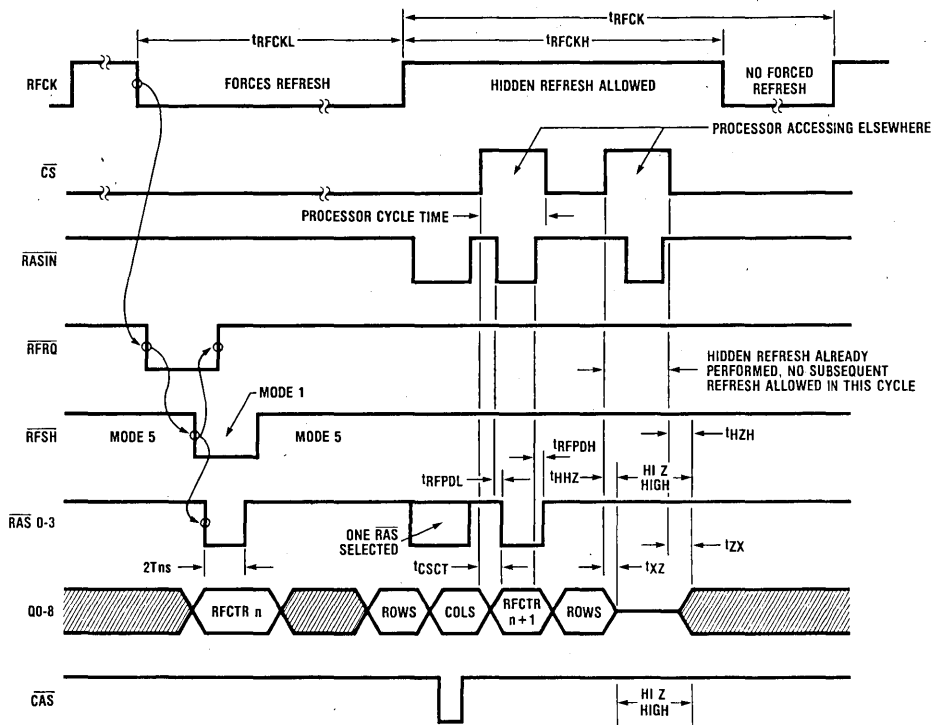 tRFCK
tRFCKL
tRFCKH
RFCK
FORCES REFRESH
HIDDEN REFRESH ALLOWED
NO FORCED
REFRESH
PROCESSOR ACCESSING ELSEWHERE
CS
PROCESSOR CYCLE TIME
RASIN
RFRQ
HIDDEN REFRESH ALREADY
PERFORMED, NO SUBSEQUENT
REFRESH ALLOWED IN THIS CYCLE
MODE 1
RFSH
MODE 5
MODE 5
tHZH
tRFPDH
tRFPDL
tHHZ
HI Z
HIGH
RAS 0-3
ONE RAS
SELECTED
tZX
2Tns
tCSCT
tXZ
Q0-8
RFCTR n
ROWS
COLS
RFCTR
n+1
ROWS
CAS
HI Z
HIGH